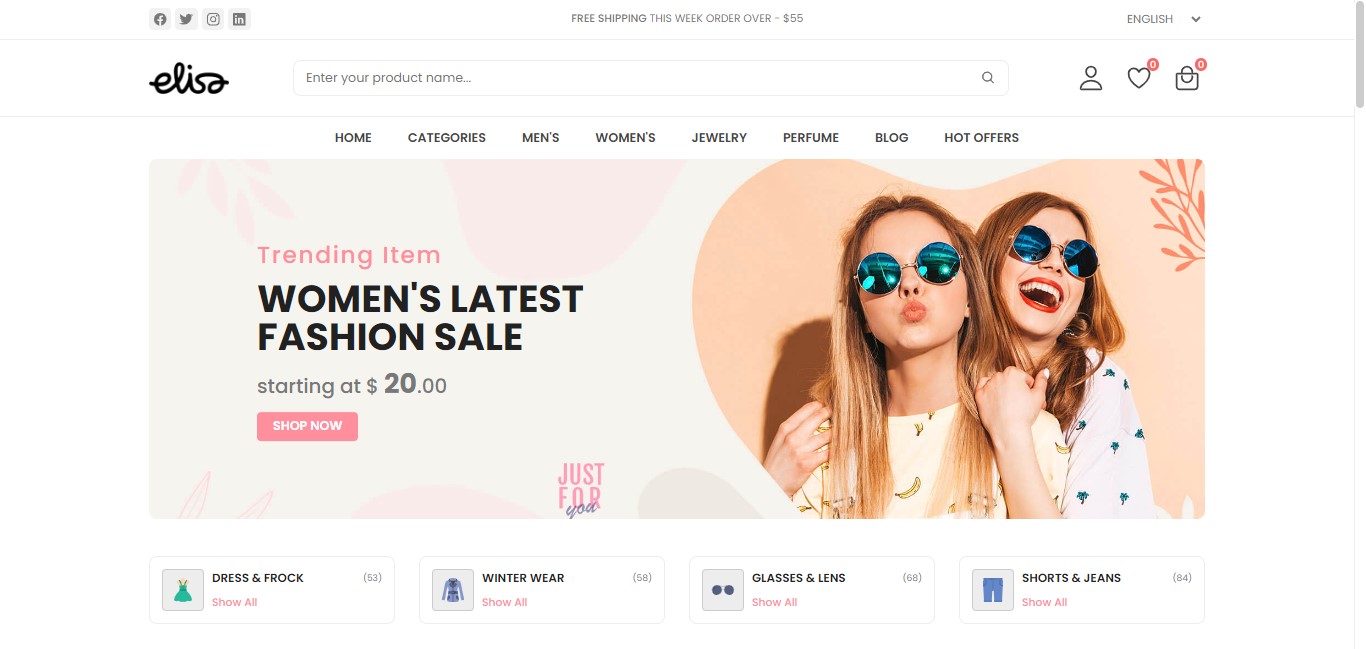 FREE SHIPPING THIS WEEK ORDER OVER - $55
ENGLISH
elisa
Enter your product name...
0
0
HOME CATEGORIES MEN'S WOMEN'S JEWELRY PERFUME BLOG HOT OFFERS
Trending Item
WOMEN'S LATEST
FASHION SALE
starting at $ 20.00
SHOP NOW
JUST
FOR
you
DRESS & FROCK (53)
Show All
WINTER WEAR (58)
Show All
GLASSES & LENS (68)
Show All
SHORTS & JEANS (84)
Show All